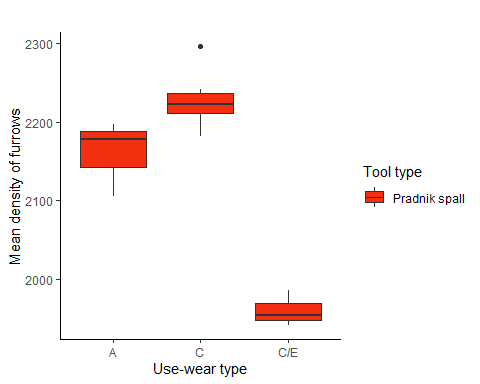 2300
2200
2100
2000
Mean density of furrows
A
C
C/E
Use-wear type
Tool type
Pradnik spall